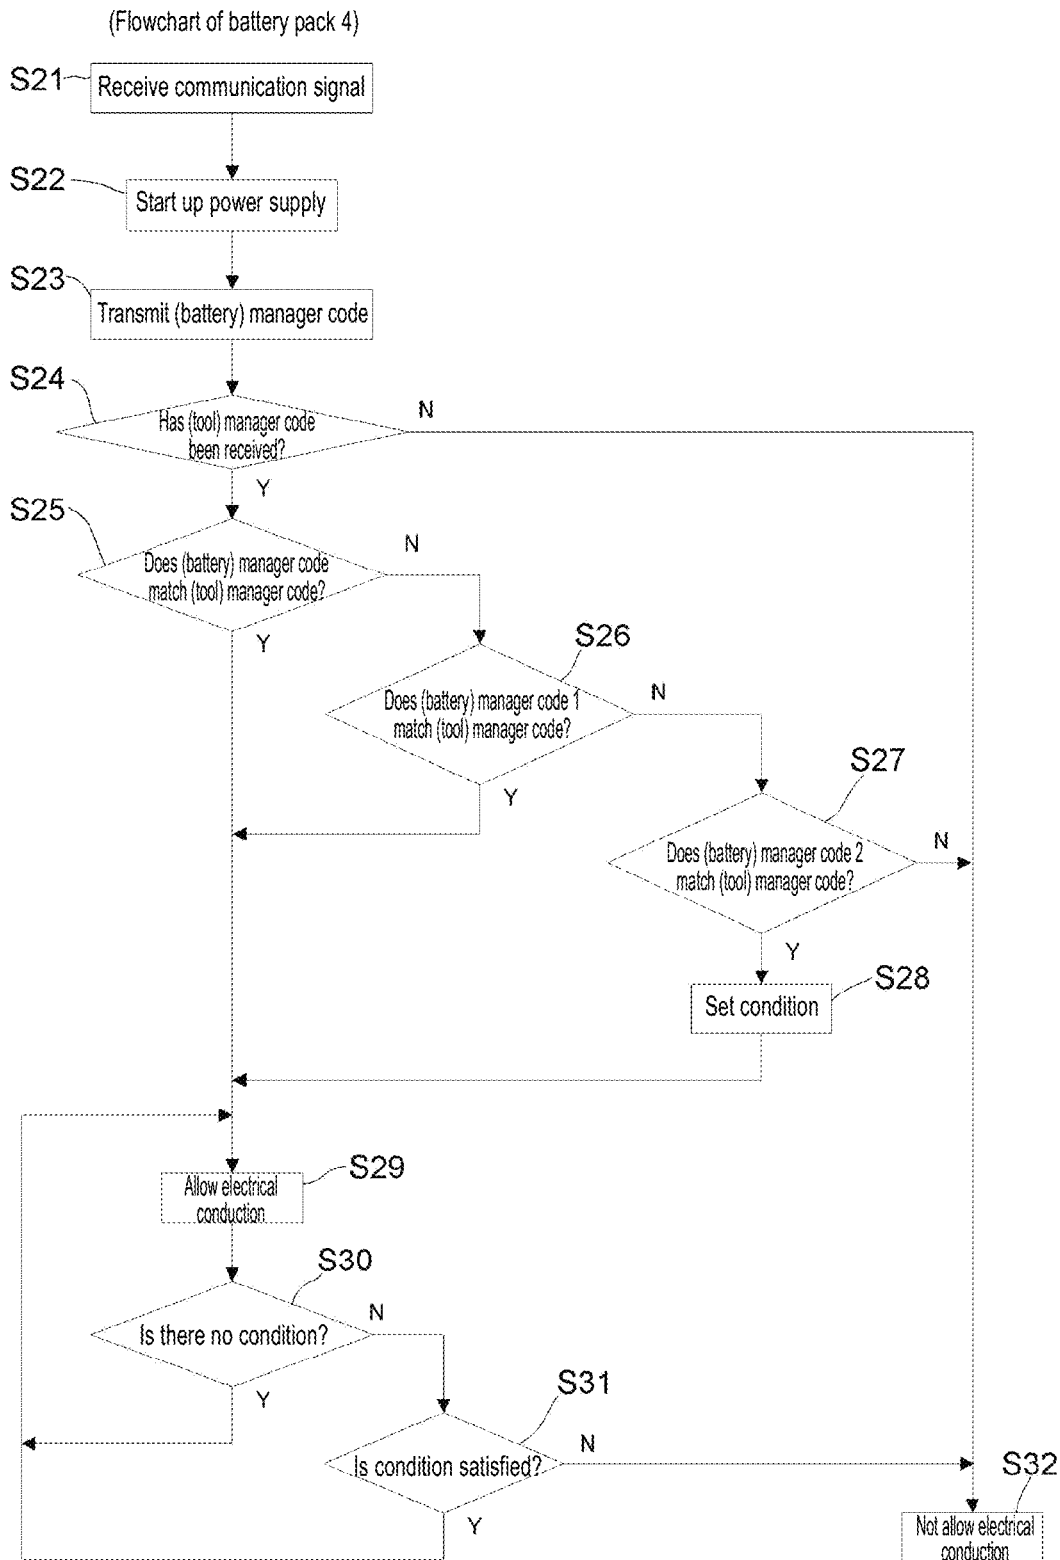 (Flowchart of battery pack 4)
S21
Receive communication signal
S22
Start up power supply
S23
Transmit (battery) manager code
S24
Has (tool) manager code
been received?
N
Y
S25
Does (battery) manager code
match (tool) manager code?
N
Y
S26
Does (battery) manager code 1
match (tool) manager code?
N
Y
S27
Does (battery) manager code 2
match (tool) manager code?
N
Y
S28
Set condition
S29
Allow electrical
conduction
S30
Is there no condition?
N
Y
S31
Is condition satisfied?
N
Y
S32
Not allow electrical
conduction